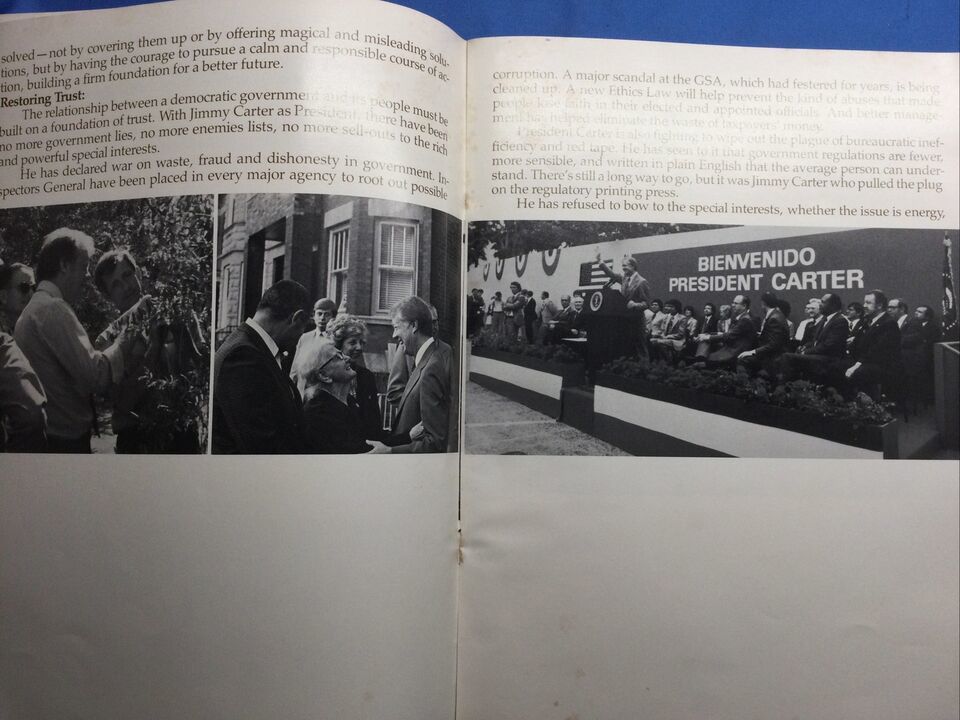 solved—not by covering them up or by offering magical and misleading solu-
tions, but by having the courage to pursue a calm and responsible course of ac-
tion, building a firm foundation for a better future.
Restoring Trust:
The relationship between a democratic government and its people must be
built on a foundation of trust. With Jimmy Carter as President, there have been
no more government lies, no more enemies lists, no more sell-outs to the rich
and powerful special interests.
He has declared war on waste, fraud and dishonesty in government. In-
spectors General have been placed in every major agency to root out possible
corruption. A major scandal at the GSA, which had festered for years, is being
cleaned up. A new Ethics Law will help prevent the kind of abuses that made
people lose faith in their elected and appointed officials. And better manage-
ment has helped eliminate the waste of taxpayers' money.
President Carter is also fighting to wipe out the plague of bureaucratic inef-
ficiency and red tape. He has seen to it that government regulations are fewer,
more sensible, and written in plain English that the average person can under-
stand. There's still a long way to go, but it was Jimmy Carter who pulled the plug
on the regulatory printing press.
He has refused to bow to the special interests, whether the issue is energy,
BIENVENIDO
PRESIDENT CARTER